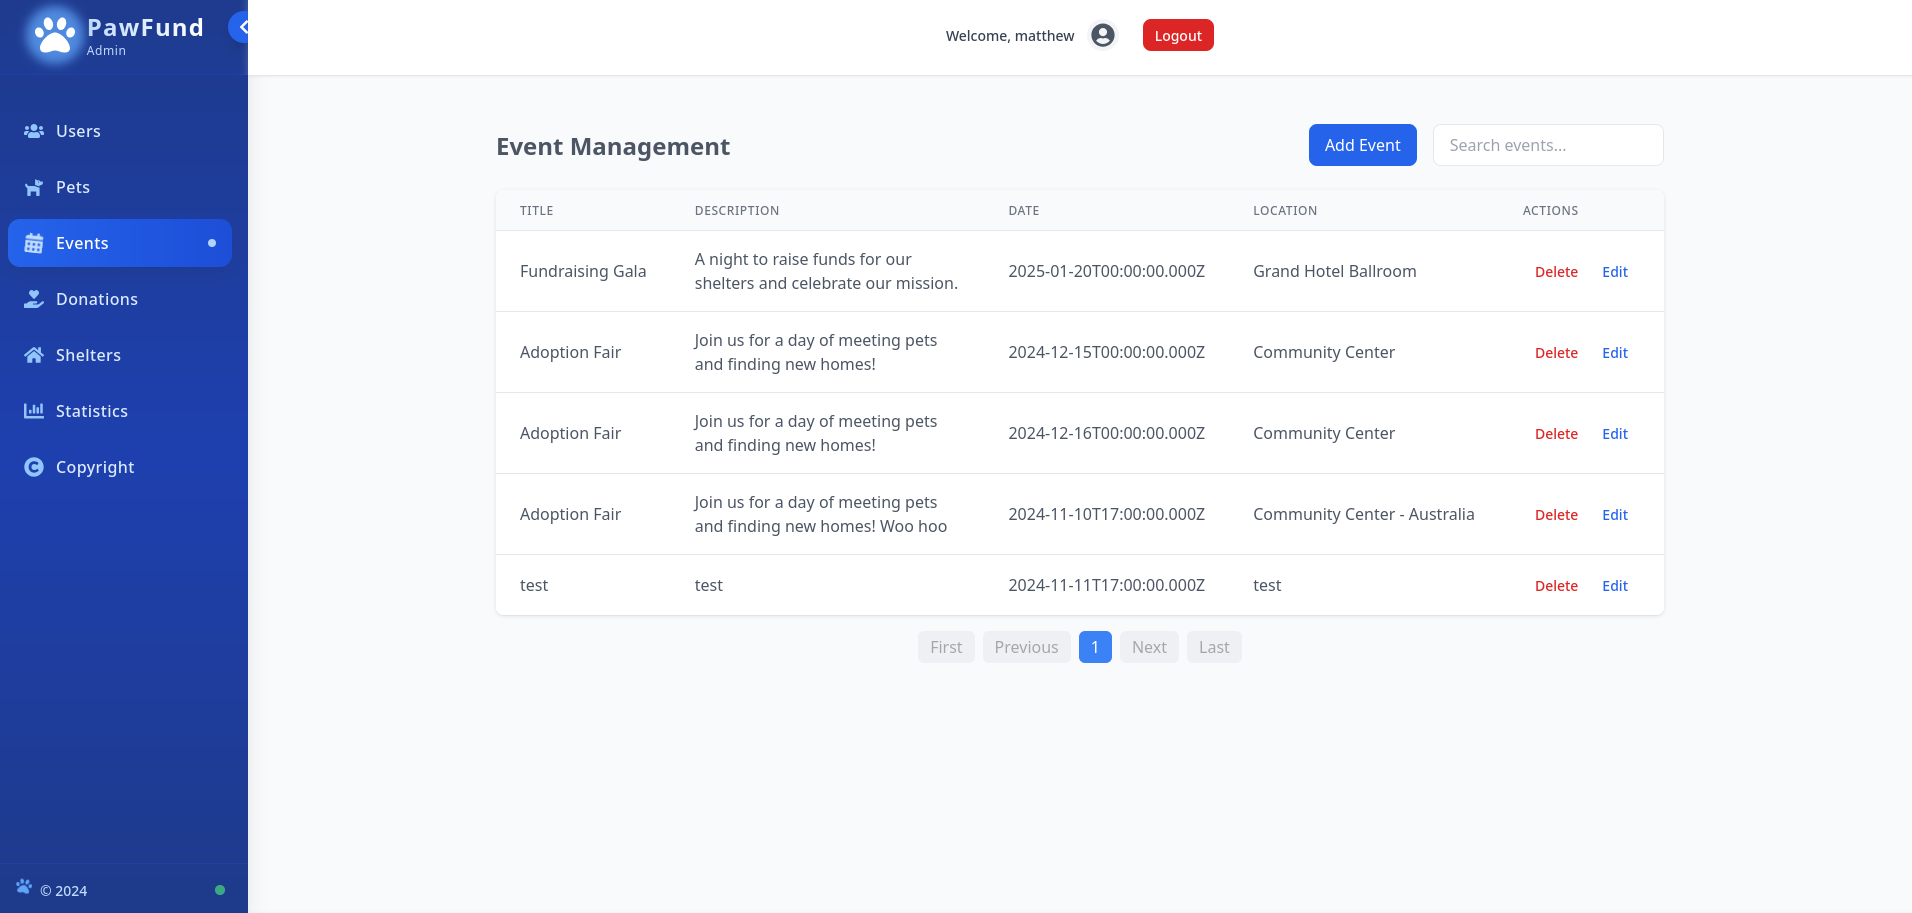 PawFund
Admin
Welcome, matthew
Logout
Users
Pets
Events
Donations
Shelters
Statistics
Copyright
© 2024
Event Management
Add Event
Search events...
TITLE DESCRIPTION DATE LOCATION ACTIONS
Fundraising Gala
A night to raise funds for our
shelters and celebrate our mission.
2025-01-20T00:00:00.000Z
Grand Hotel Ballroom
Delete Edit
Adoption Fair
Join us for a day of meeting pets
and finding new homes!
2024-12-15T00:00:00.000Z
Community Center
Delete Edit
Adoption Fair
Join us for a day of meeting pets
and finding new homes!
2024-12-16T00:00:00.000Z
Community Center
Delete Edit
Adoption Fair
Join us for a day of meeting pets
and finding new homes! Woo hoo
2024-11-10T17:00:00.000Z
Community Center - Australia
Delete Edit
test
test
2024-11-11T17:00:00.000Z
test
Delete Edit
First Previous 1 Next Last